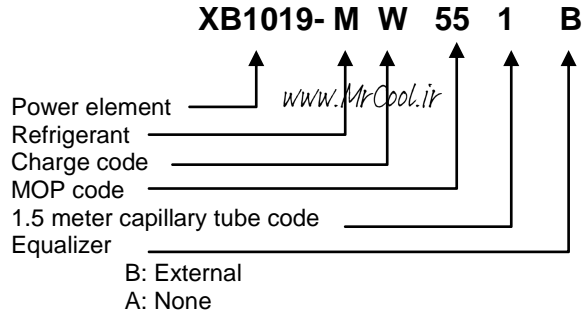 XB1019- M W 55 1 B
www.MrCool.ir
Power element
Refrigerant
Charge code
MOP code
1.5 meter capillary tube code
Equalizer
B: External
A: None